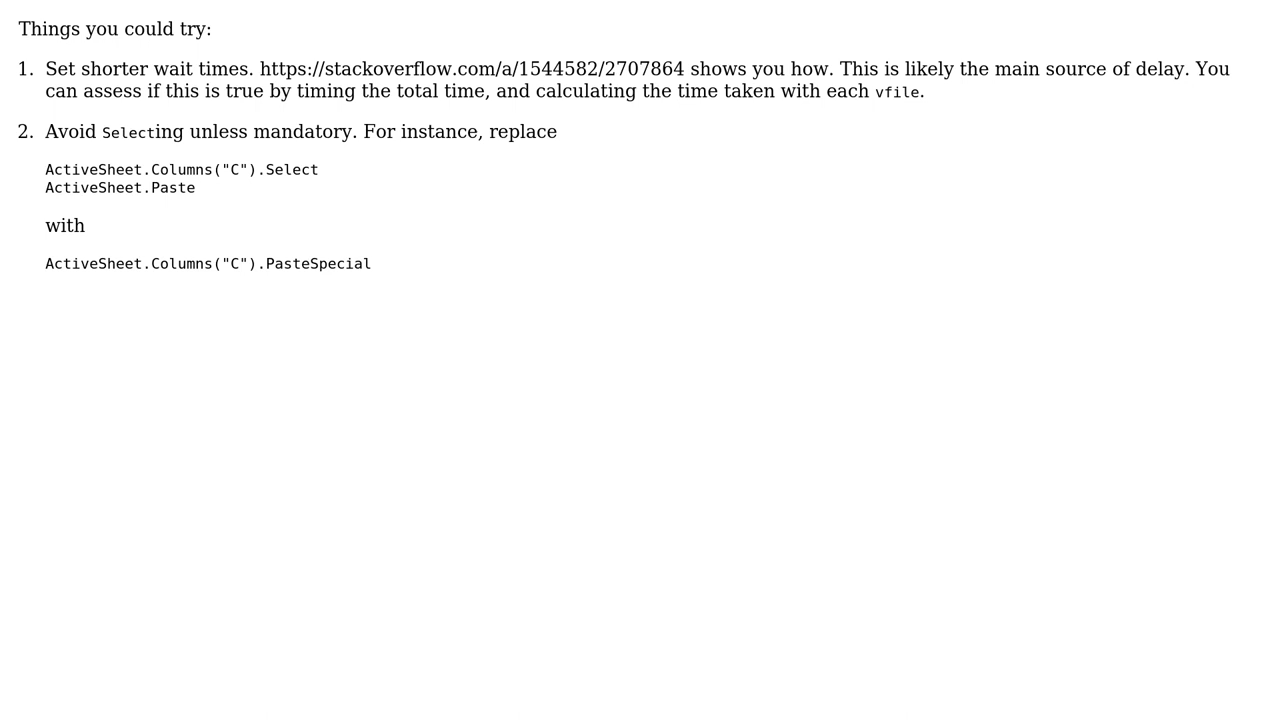 Things you could try:
1. Set shorter wait times. https://stackoverflow.com/a/1544582/2707864 shows you how. This is likely the main source of delay. You
can assess if this is true by timing the total time, and calculating the time taken with each vfile.
2. Avoid Selecting unless mandatory. For instance, replace
ActiveSheet.Columns("C").Select
ActiveSheet.Paste
with
ActiveSheet.Columns("C").PasteSpecial